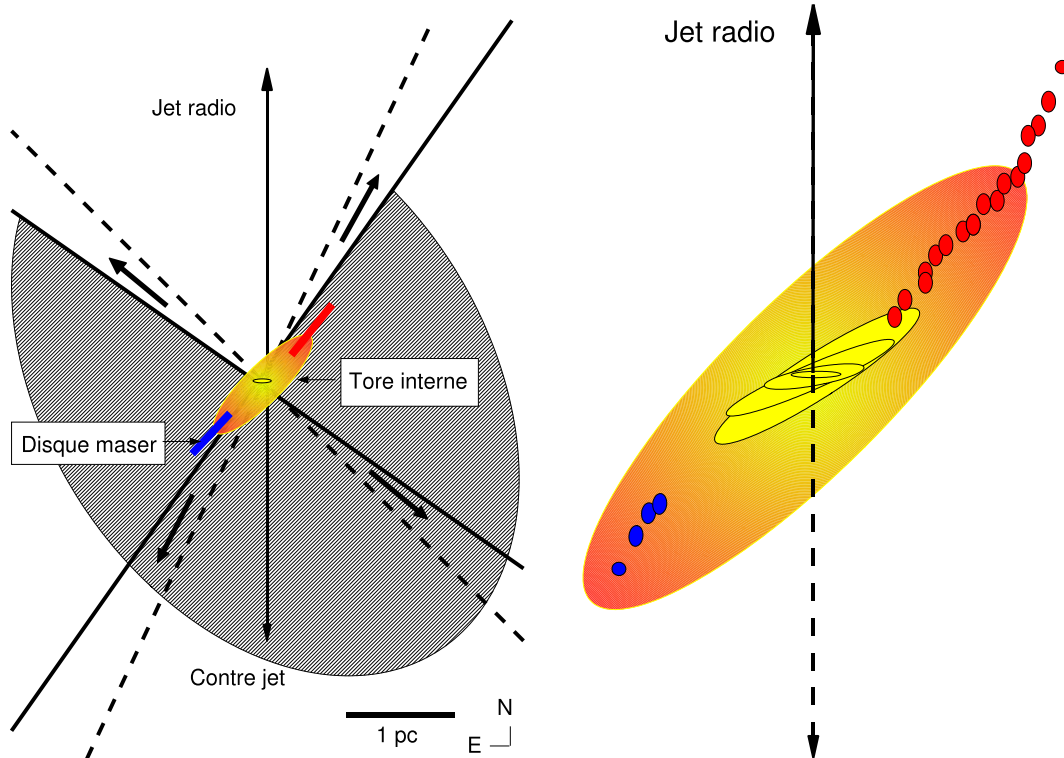 Jet radio
Tore interne
Disque maser
Contre jet
1 pc
N
E
Jet radio